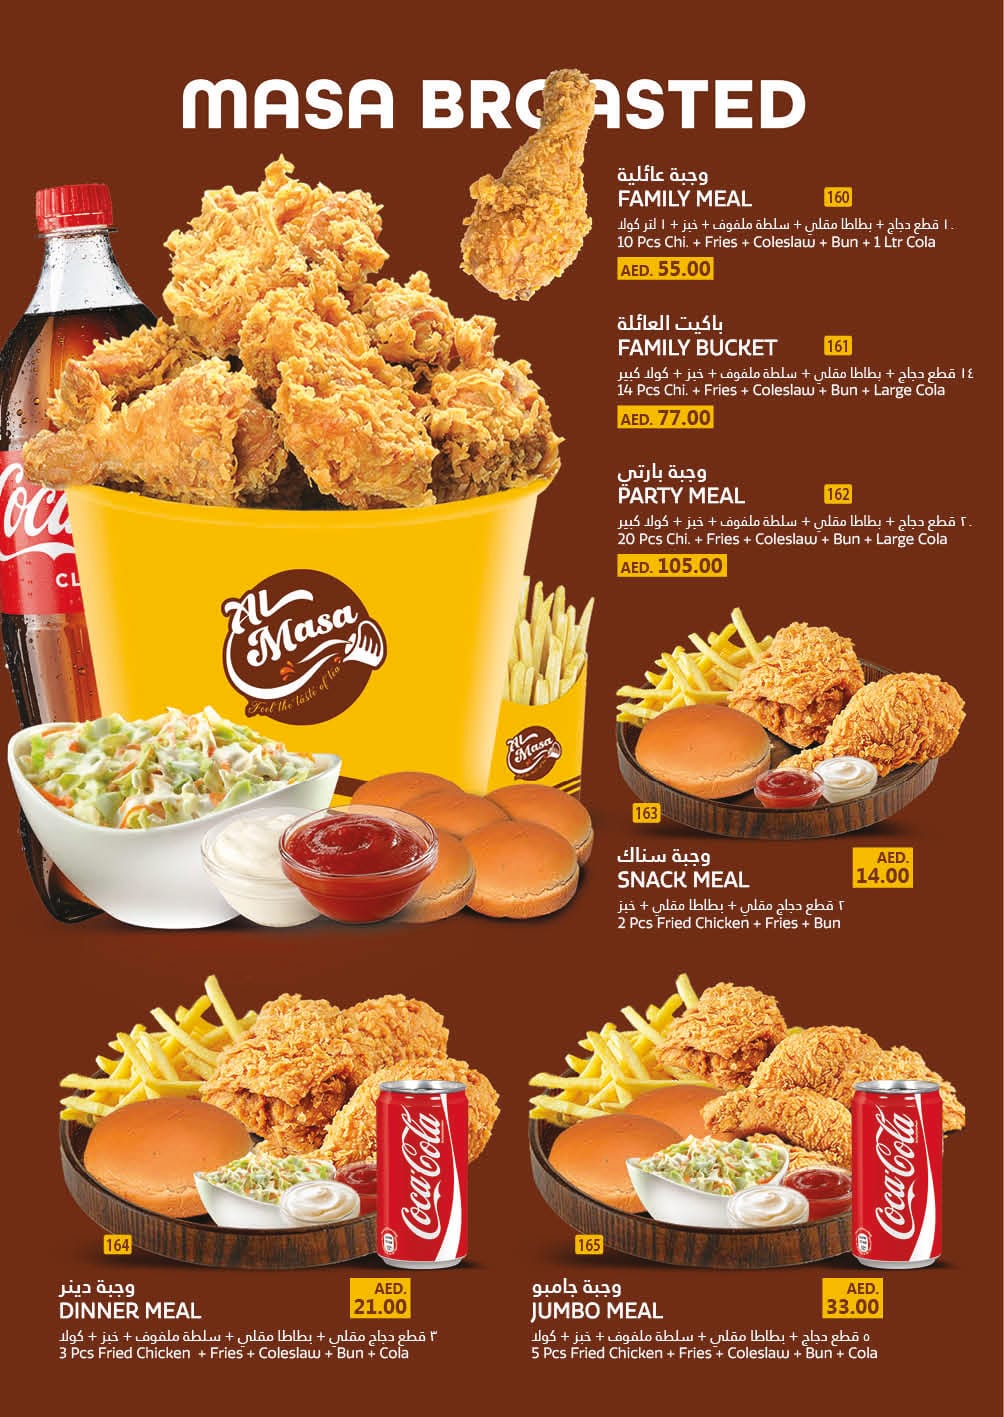 MASA BROASTED
وجبة عائلية
FAMILY MEAL 160
١٠ قطع دجاج + بطاطا مقلي + سلطة ملفوف + خبز + ١ لتر كولا
10 Pcs Chi. + Fries + Coleslaw + Bun + 1 Ltr Cola
AED. 55.00
باكيت العائلة
FAMILY BUCKET 161
١٤ قطع دجاج + بطاطا مقلي + سلطة ملفوف + خبز + كولا كبير
14 Pcs Chi. + Fries + Coleslaw + Bun + Large Cola
AED. 77.00
وجبة بارتي
PARTY MEAL 162
٢٠ قطع دجاج + بطاطا مقلي + سلطة ملفوف + خبز + كولا كبير
20 Pcs Chi. + Fries + Coleslaw + Bun + Large Cola
AED. 105.00
Coca
CL
Al
Masa
Feel the taste of tea
Al
Masa
163
وجبة سناك
SNACK MEAL
AED.
14.00
٢ قطع دجاج مقلي + بطاطا مقلي + خبز
2 Pcs Fried Chicken + Fries + Bun
Coca-Cola
164
وجبة دينر
DINNER MEAL
AED.
21.00
٣ قطع دجاج مقلي + بطاطا مقلي + سلطة ملفوف + خبز + كولا
3 Pcs Fried Chicken + Fries + Coleslaw + Bun + Cola
Coca-Cola
165
وجبة جامبو
JUMBO MEAL
AED.
33.00
٥ قطع دجاج + بطاطا مقلي + سلطة ملفوف + خبز + كولا
5 Pcs Fried Chicken + Fries + Coleslaw + Bun + Cola